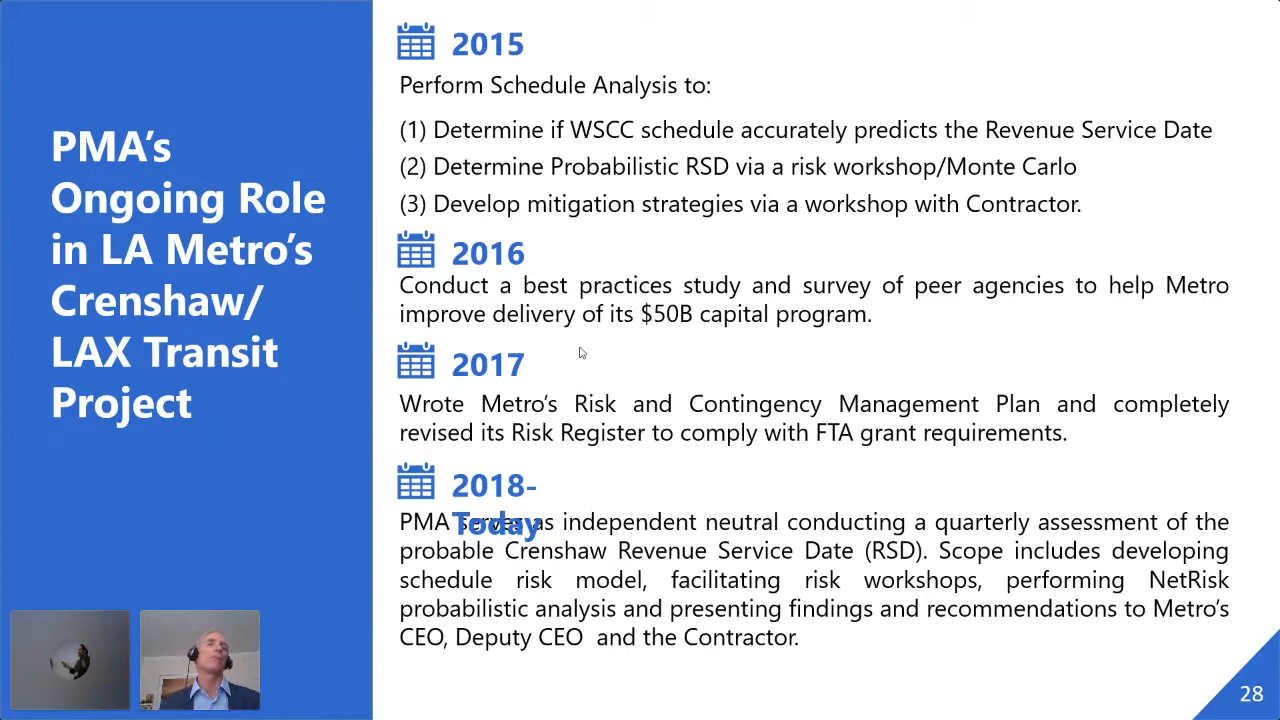 PMA’s
Ongoing Role
in LA Metro’s
Crenshaw/
LAX Transit
Project
2015
Perform Schedule Analysis to:
(1) Determine if WSCC schedule accurately predicts the Revenue Service Date
(2) Determine Probabilistic RSD via a risk workshop/Monte Carlo
(3) Develop mitigation strategies via a workshop with Contractor.
2016
Conduct a best practices study and survey of peer agencies to help Metro
improve delivery of its $50B capital program.
2017
Wrote Metro’s Risk and Contingency Management Plan and completely
revised its Risk Register to comply with FTA grant requirements.
2018-
Today
PMA serves as independent neutral conducting a quarterly assessment of the
probable Crenshaw Revenue Service Date (RSD). Scope includes developing
schedule risk model, facilitating risk workshops, performing NetRisk
probabilistic analysis and presenting findings and recommendations to Metro’s
CEO, Deputy CEO and the Contractor.
28